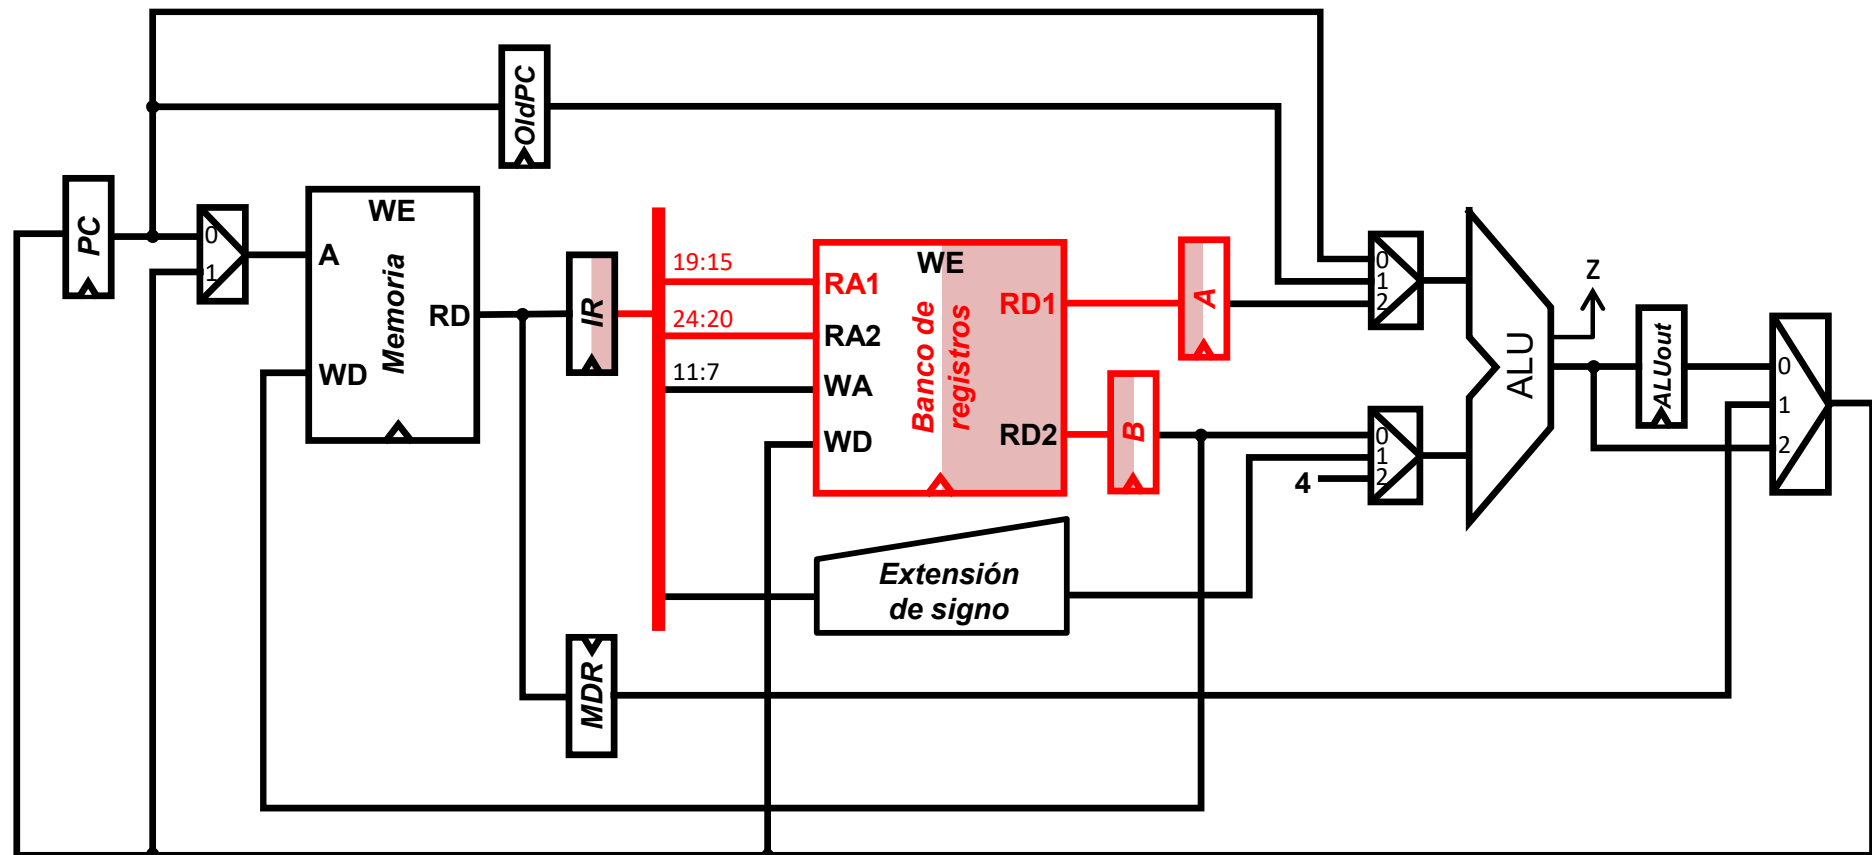 OldPC
PC
0
1
WE
A
Memoria
RD
WD
IR
19:15
24:20
11:7
WE
RA1
RA2
WA
WD
Banco de
registros
RD1
RD2
A
B
Extensión
de signo
MDR
0
1
2
0
1
2
4
ALU
Z
ALUout
0
1
2